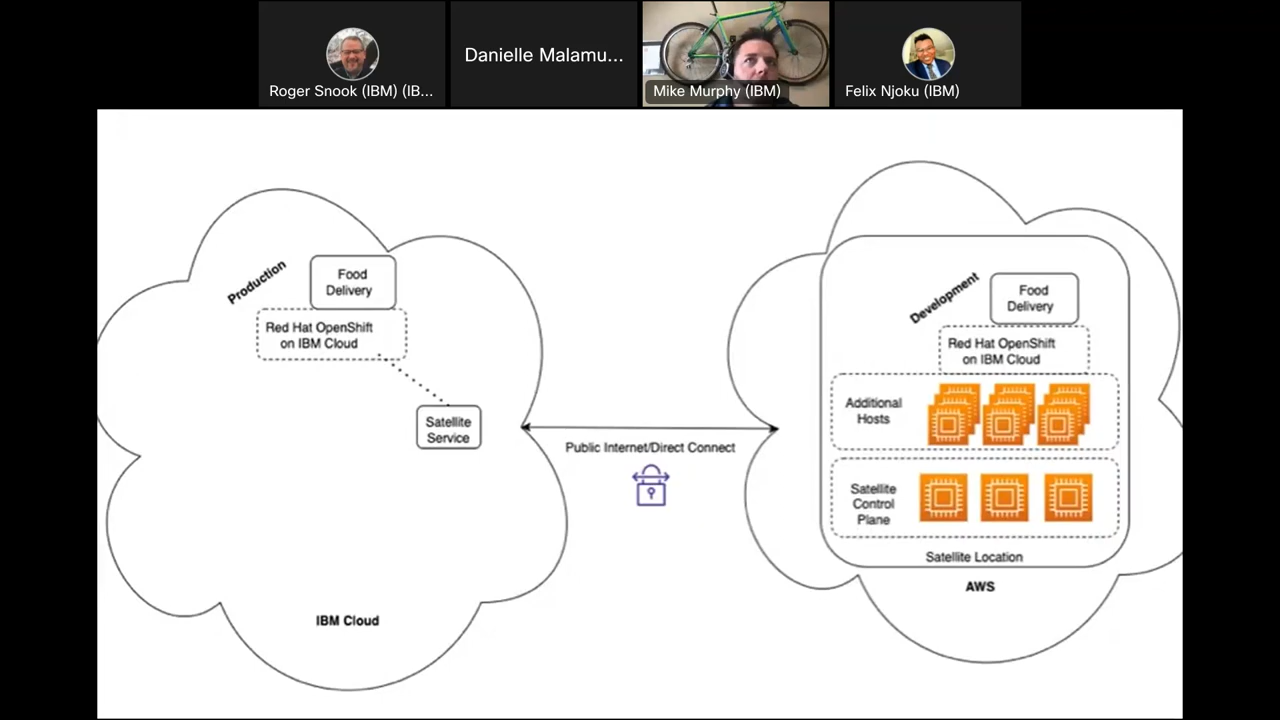 Roger Snook (IBM) (IB...
Danielle Malamu...
Mike Murphy (IBM)
Felix Njoku (IBM)
Production
Food
Delivery
Red Hat OpenShift
on IBM Cloud
Satellite
Service
IBM Cloud
Public Internet/Direct Connect
Development
Food
Delivery
Red Hat OpenShift
on IBM Cloud
Additional
Hosts
Satellite
Control
Plane
Satellite Location
AWS